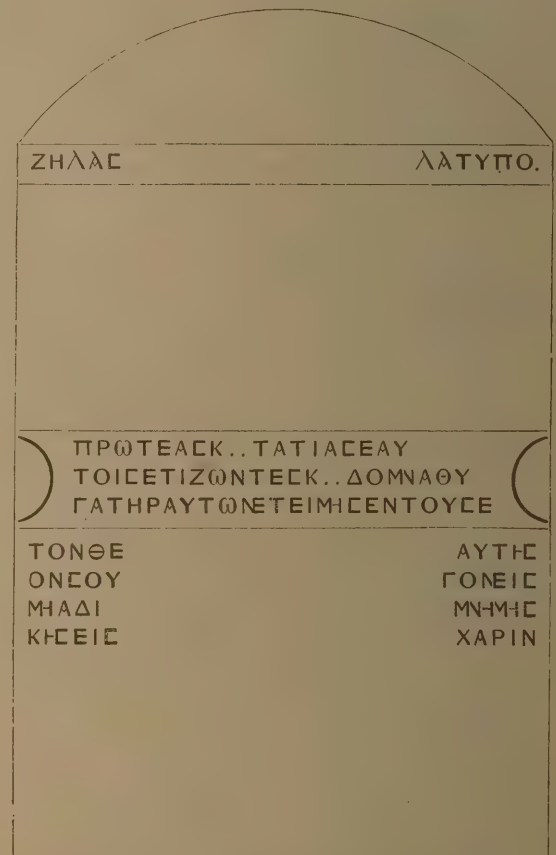 ΖΗΛΑΣ ΛΑΤΥΠΟ.
ΠΡΩΤΕΑΣΚ..ΤΑΤΙΑΣΕΑΥ
ΤΟΙΣΕΤΙΖΩΝΤΕΣΚ..ΔΟΜΝΑΘΥ
ΓΑΤΗΡΑΥΤΩΝΕΤΕΙΜΗΣΕΝΤΟΥΣΕ
ΑΥΤΗΣ
ΓΟΝΕΙΣ
ΜΝΗΜΗΣ
ΧΑΡΙΝ
ΤΟΝΘΕ
ΟΝΣΟΥ
ΜΗΑΔΙ
ΚΗΣΕΙΣ